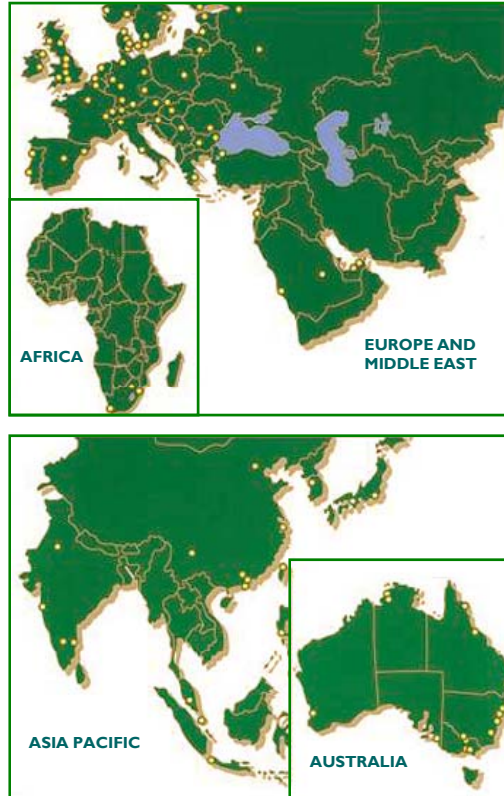 AFRICA
EUROPE AND
MIDDLE EAST
ASIA PACIFIC
AUSTRALIA